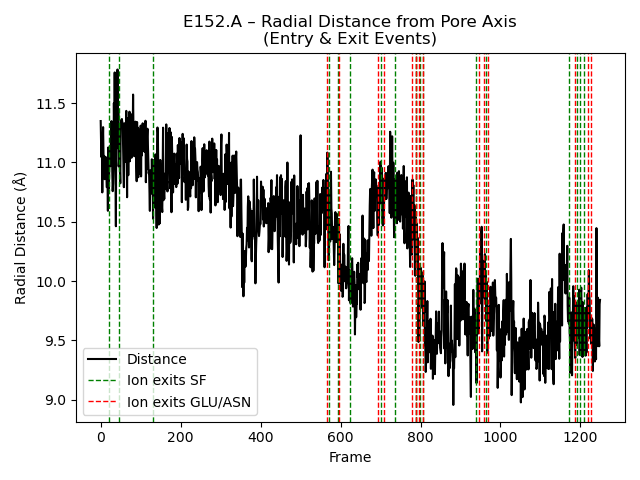 E152.A – Radial Distance from Pore Axis
(Entry & Exit Events)
Radial Distance (Å)
11.5
11.0
10.5
10.0
9.5
9.0
Distance
Ion exits SF
Ion exits GLU/ASN
0 200 400 600 800 1000 1200
Frame